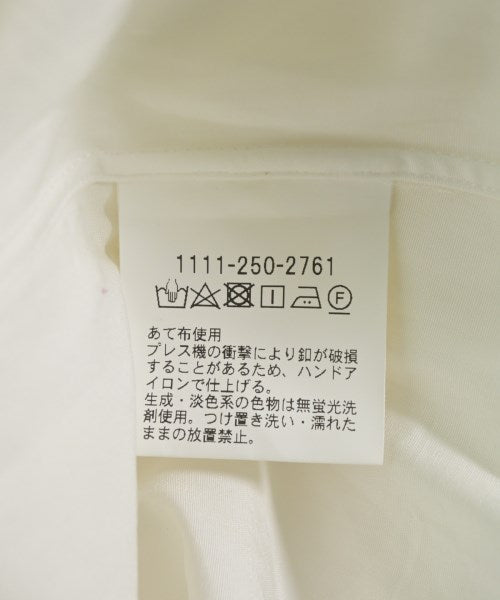 1111-250-2761
F
あて布使用
プレス機の衝撃により釦が破損
することがあるため、ハンドア
イロンで仕上げる。
生成・淡色系の色物は無蛍光洗
剤使用。つけ置き洗い・濡れた
ままの放置禁止。